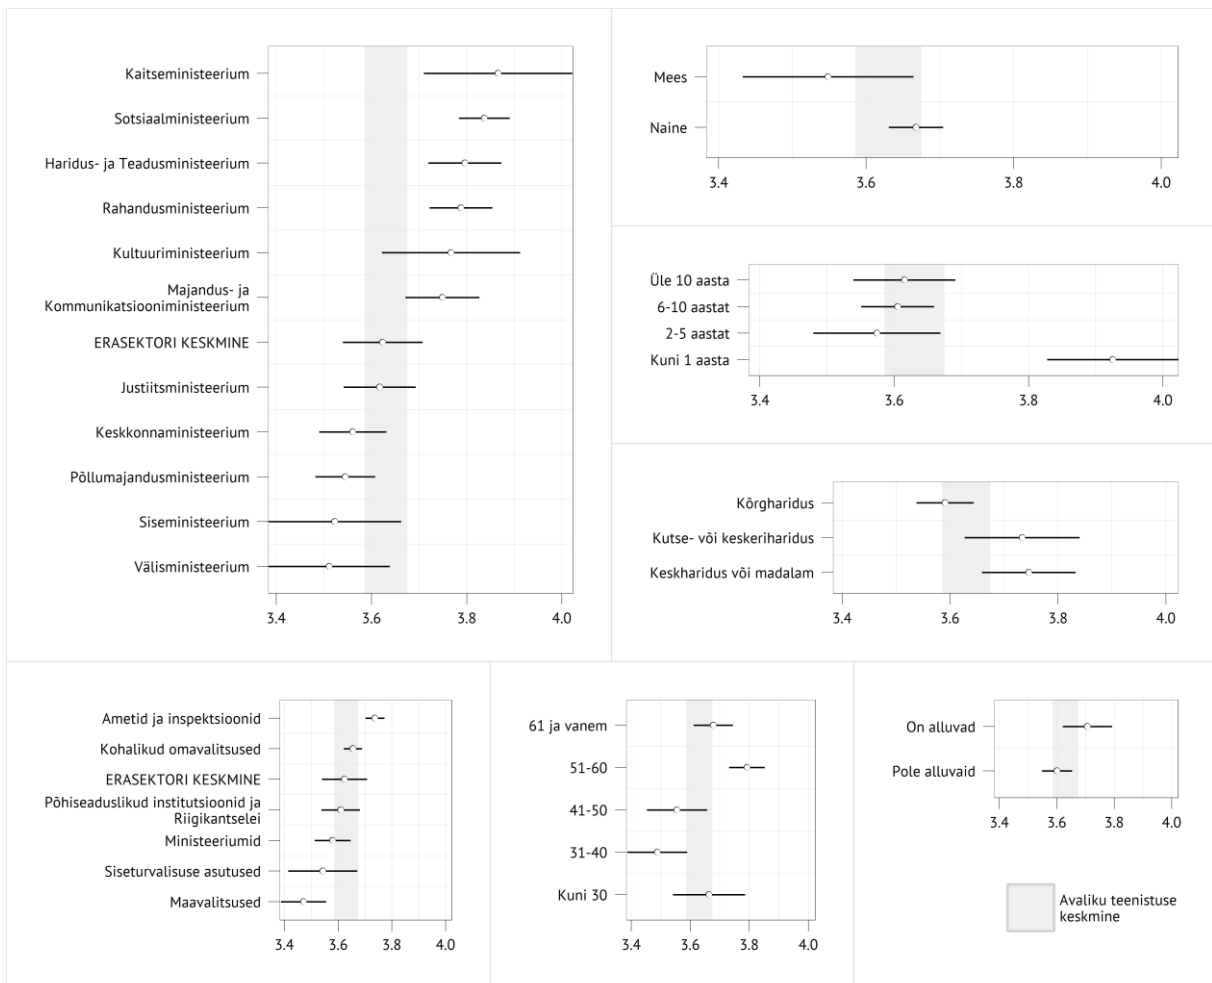 Kaitseministeerium
Sotsiaalministeerium
Haridus- ja Teadusministeerium
Rahandusministeerium
Kultuuriministeerium
Majandus- ja
Kommunikatsiooniministeerium
ERASEKTORI KESKMINE
Justiitsministeerium
Keskkonnaministeerium
Põllumajandusministeerium
Siseministeerium
Välisministeerium
3.4 3.6 3.8 4.0
Mees
Naine
3.4 3.6 3.8 4.0
Üle 10 aasta
6-10 aastat
2-5 aastat
Kuni 1 aasta
3.4 3.6 3.8 4.0
Kõrgharidus
Kutse- või keskeriharidus
Keskharidus või madalam
3.4 3.6 3.8 4.0
Ametid ja inspektsioonid
Kohalikud omavalitsused
ERASEKTORI KESKMINE
Põhiseaduslikud institutsioonid ja
Riigikantselei
Ministeeriumid
Siseturvalisuse asutused
Maavalitsused
3.4 3.6 3.8 4.0
61 ja vanem
51-60
41-50
31-40
Kuni 30
3.4 3.6 3.8 4.0
On alluvad
Pole alluvaid
3.4 3.6 3.8 4.0
Avaliku teenistuse
keskmine